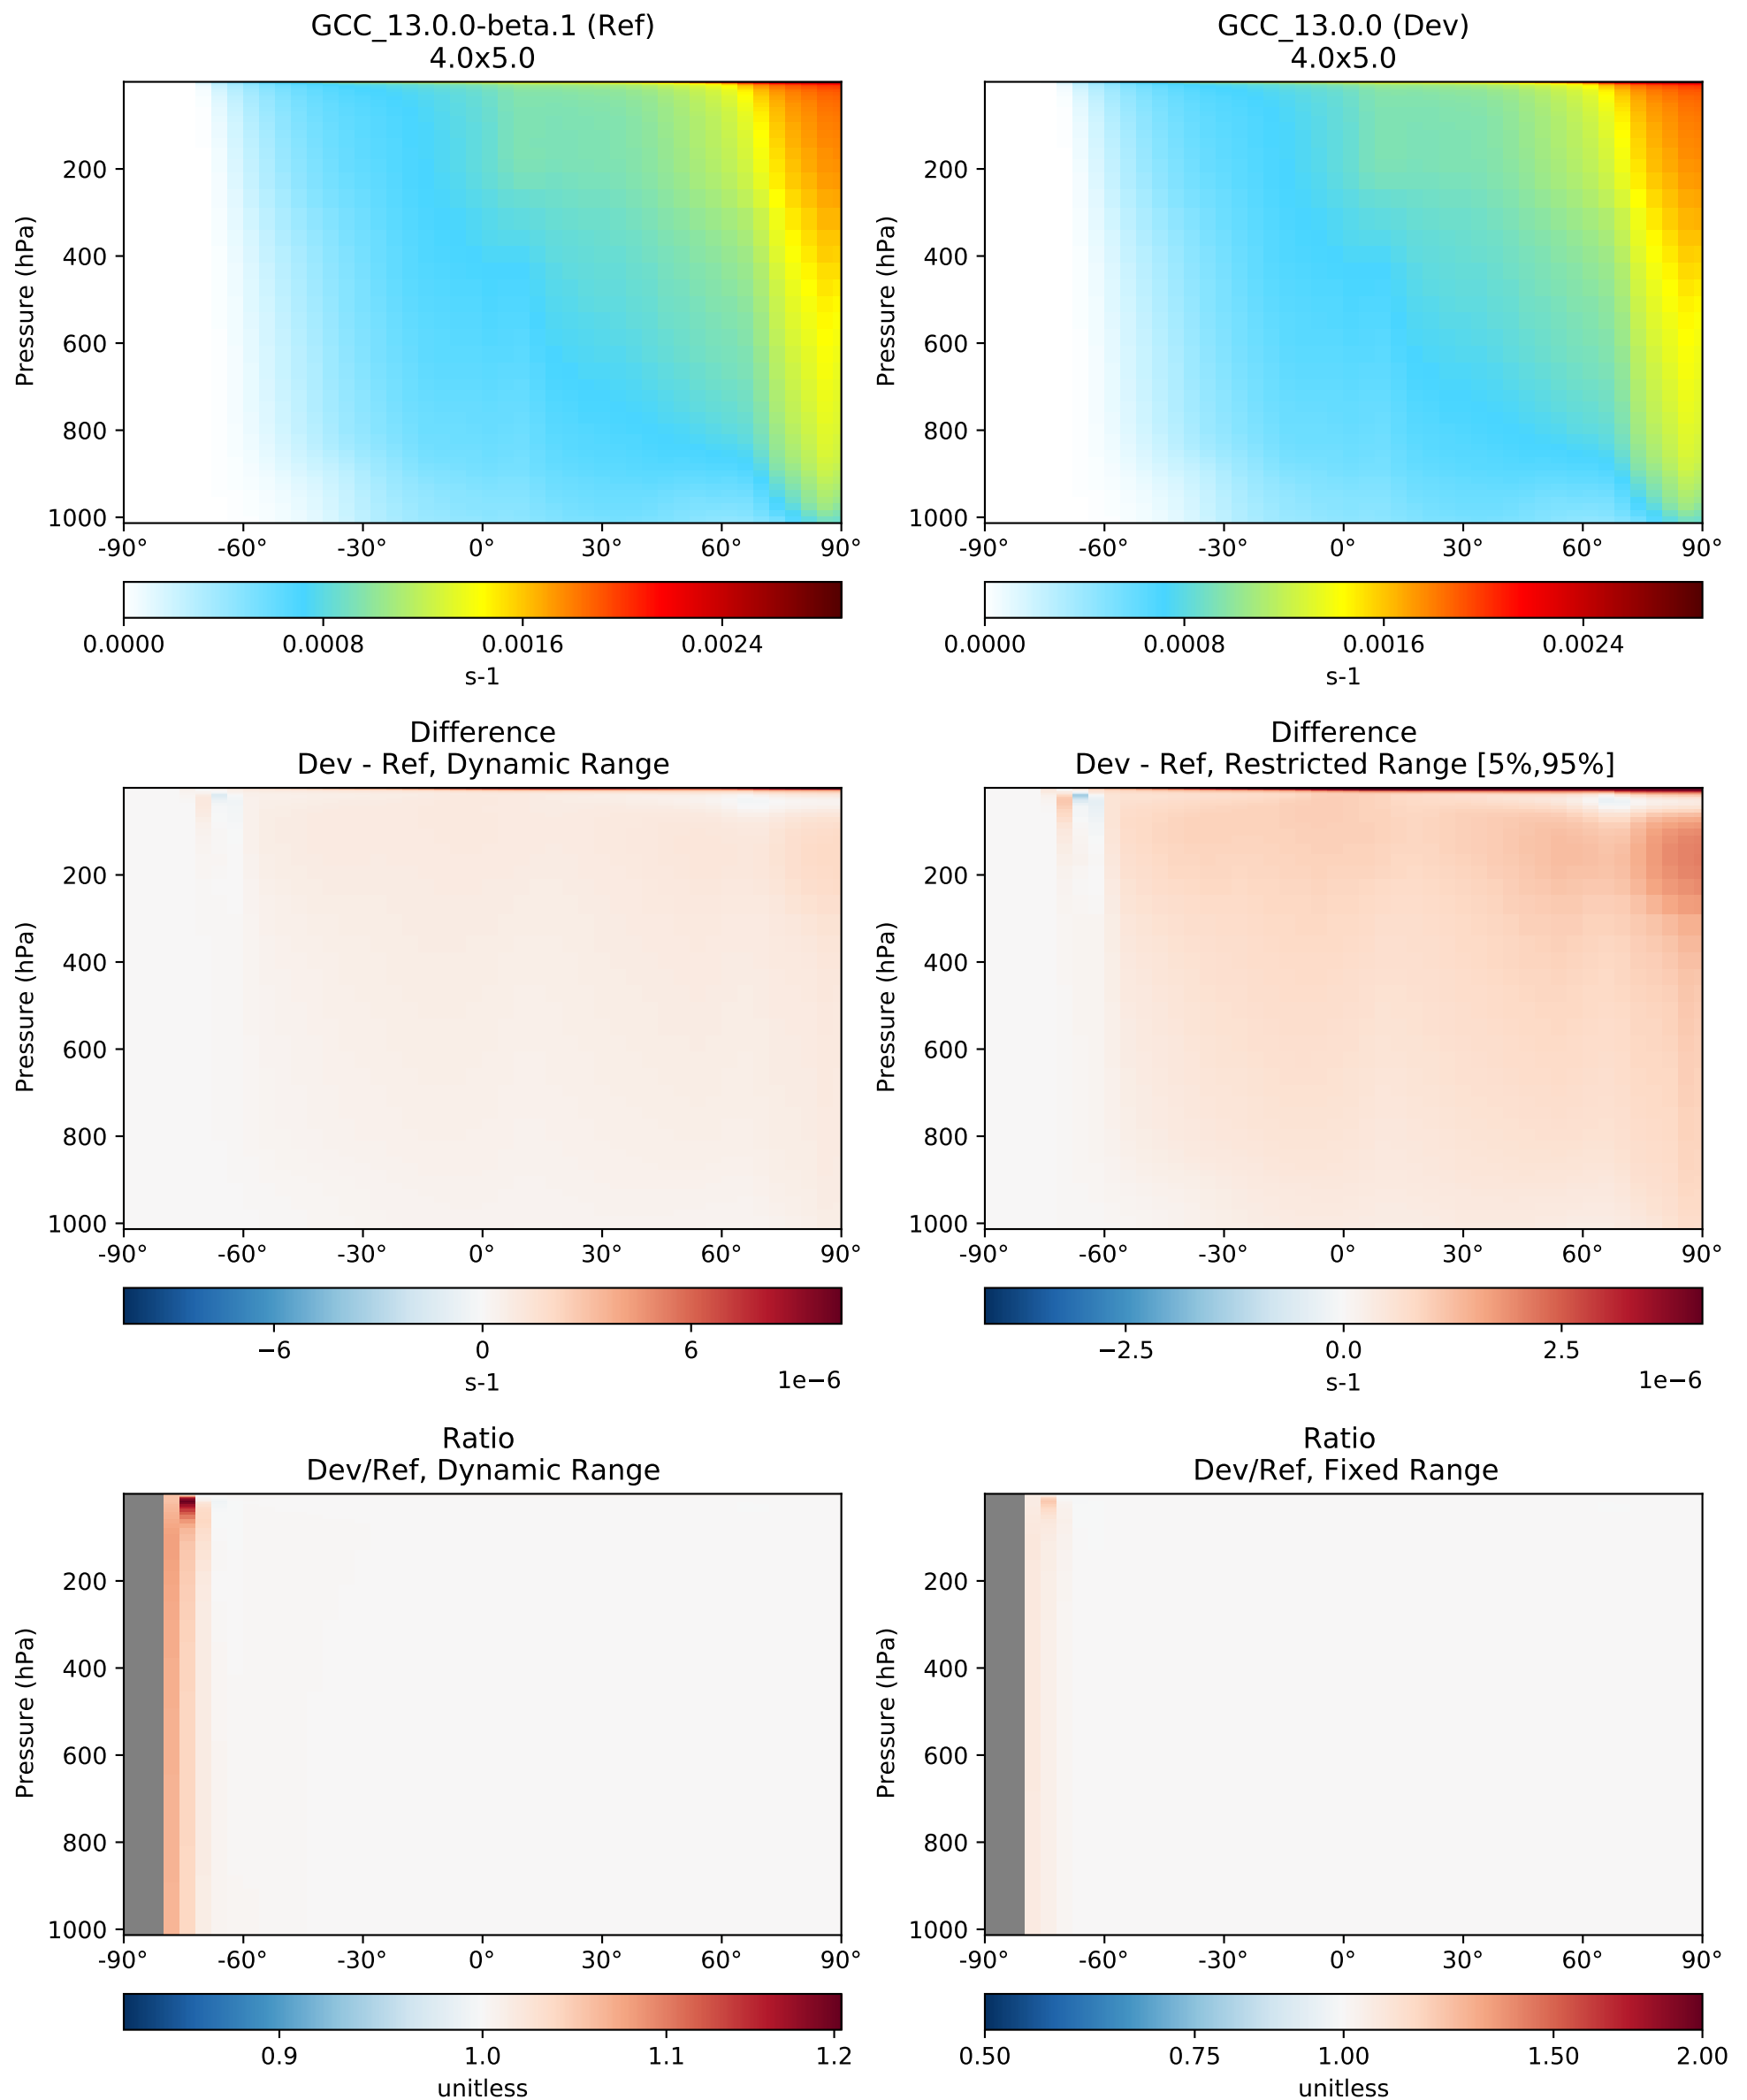 GCC_13.0.0-beta.1 (Ref)
4.0x5.0
Pressure (hPa)
200
400
600
800
1000
-90° -60° -30° 0° 30° 60° 90°
0.0000 0.0008 0.0016 0.0024
s-1
GCC_13.0.0 (Dev)
4.0x5.0
Pressure (hPa)
200
400
600
800
1000
-90° -60° -30° 0° 30° 60° 90°
0.0000 0.0008 0.0016 0.0024
s-1
Difference
Dev - Ref, Dynamic Range
Pressure (hPa)
200
400
600
800
1000
-90° -60° -30° 0° 30° 60° 90°
−6 0 6
s-1 1e−6
Difference
Dev - Ref, Restricted Range [5%,95%]
Pressure (hPa)
200
400
600
800
1000
-90° -60° -30° 0° 30° 60° 90°
−2.5 0.0 2.5
s-1 1e−6
Ratio
Dev/Ref, Dynamic Range
Pressure (hPa)
200
400
600
800
1000
-90° -60° -30° 0° 30° 60° 90°
0.9 1.0 1.1 1.2
unitless
Ratio
Dev/Ref, Fixed Range
Pressure (hPa)
200
400
600
800
1000
-90° -60° -30° 0° 30° 60° 90°
0.50 0.75 1.00 1.50 2.00
unitless